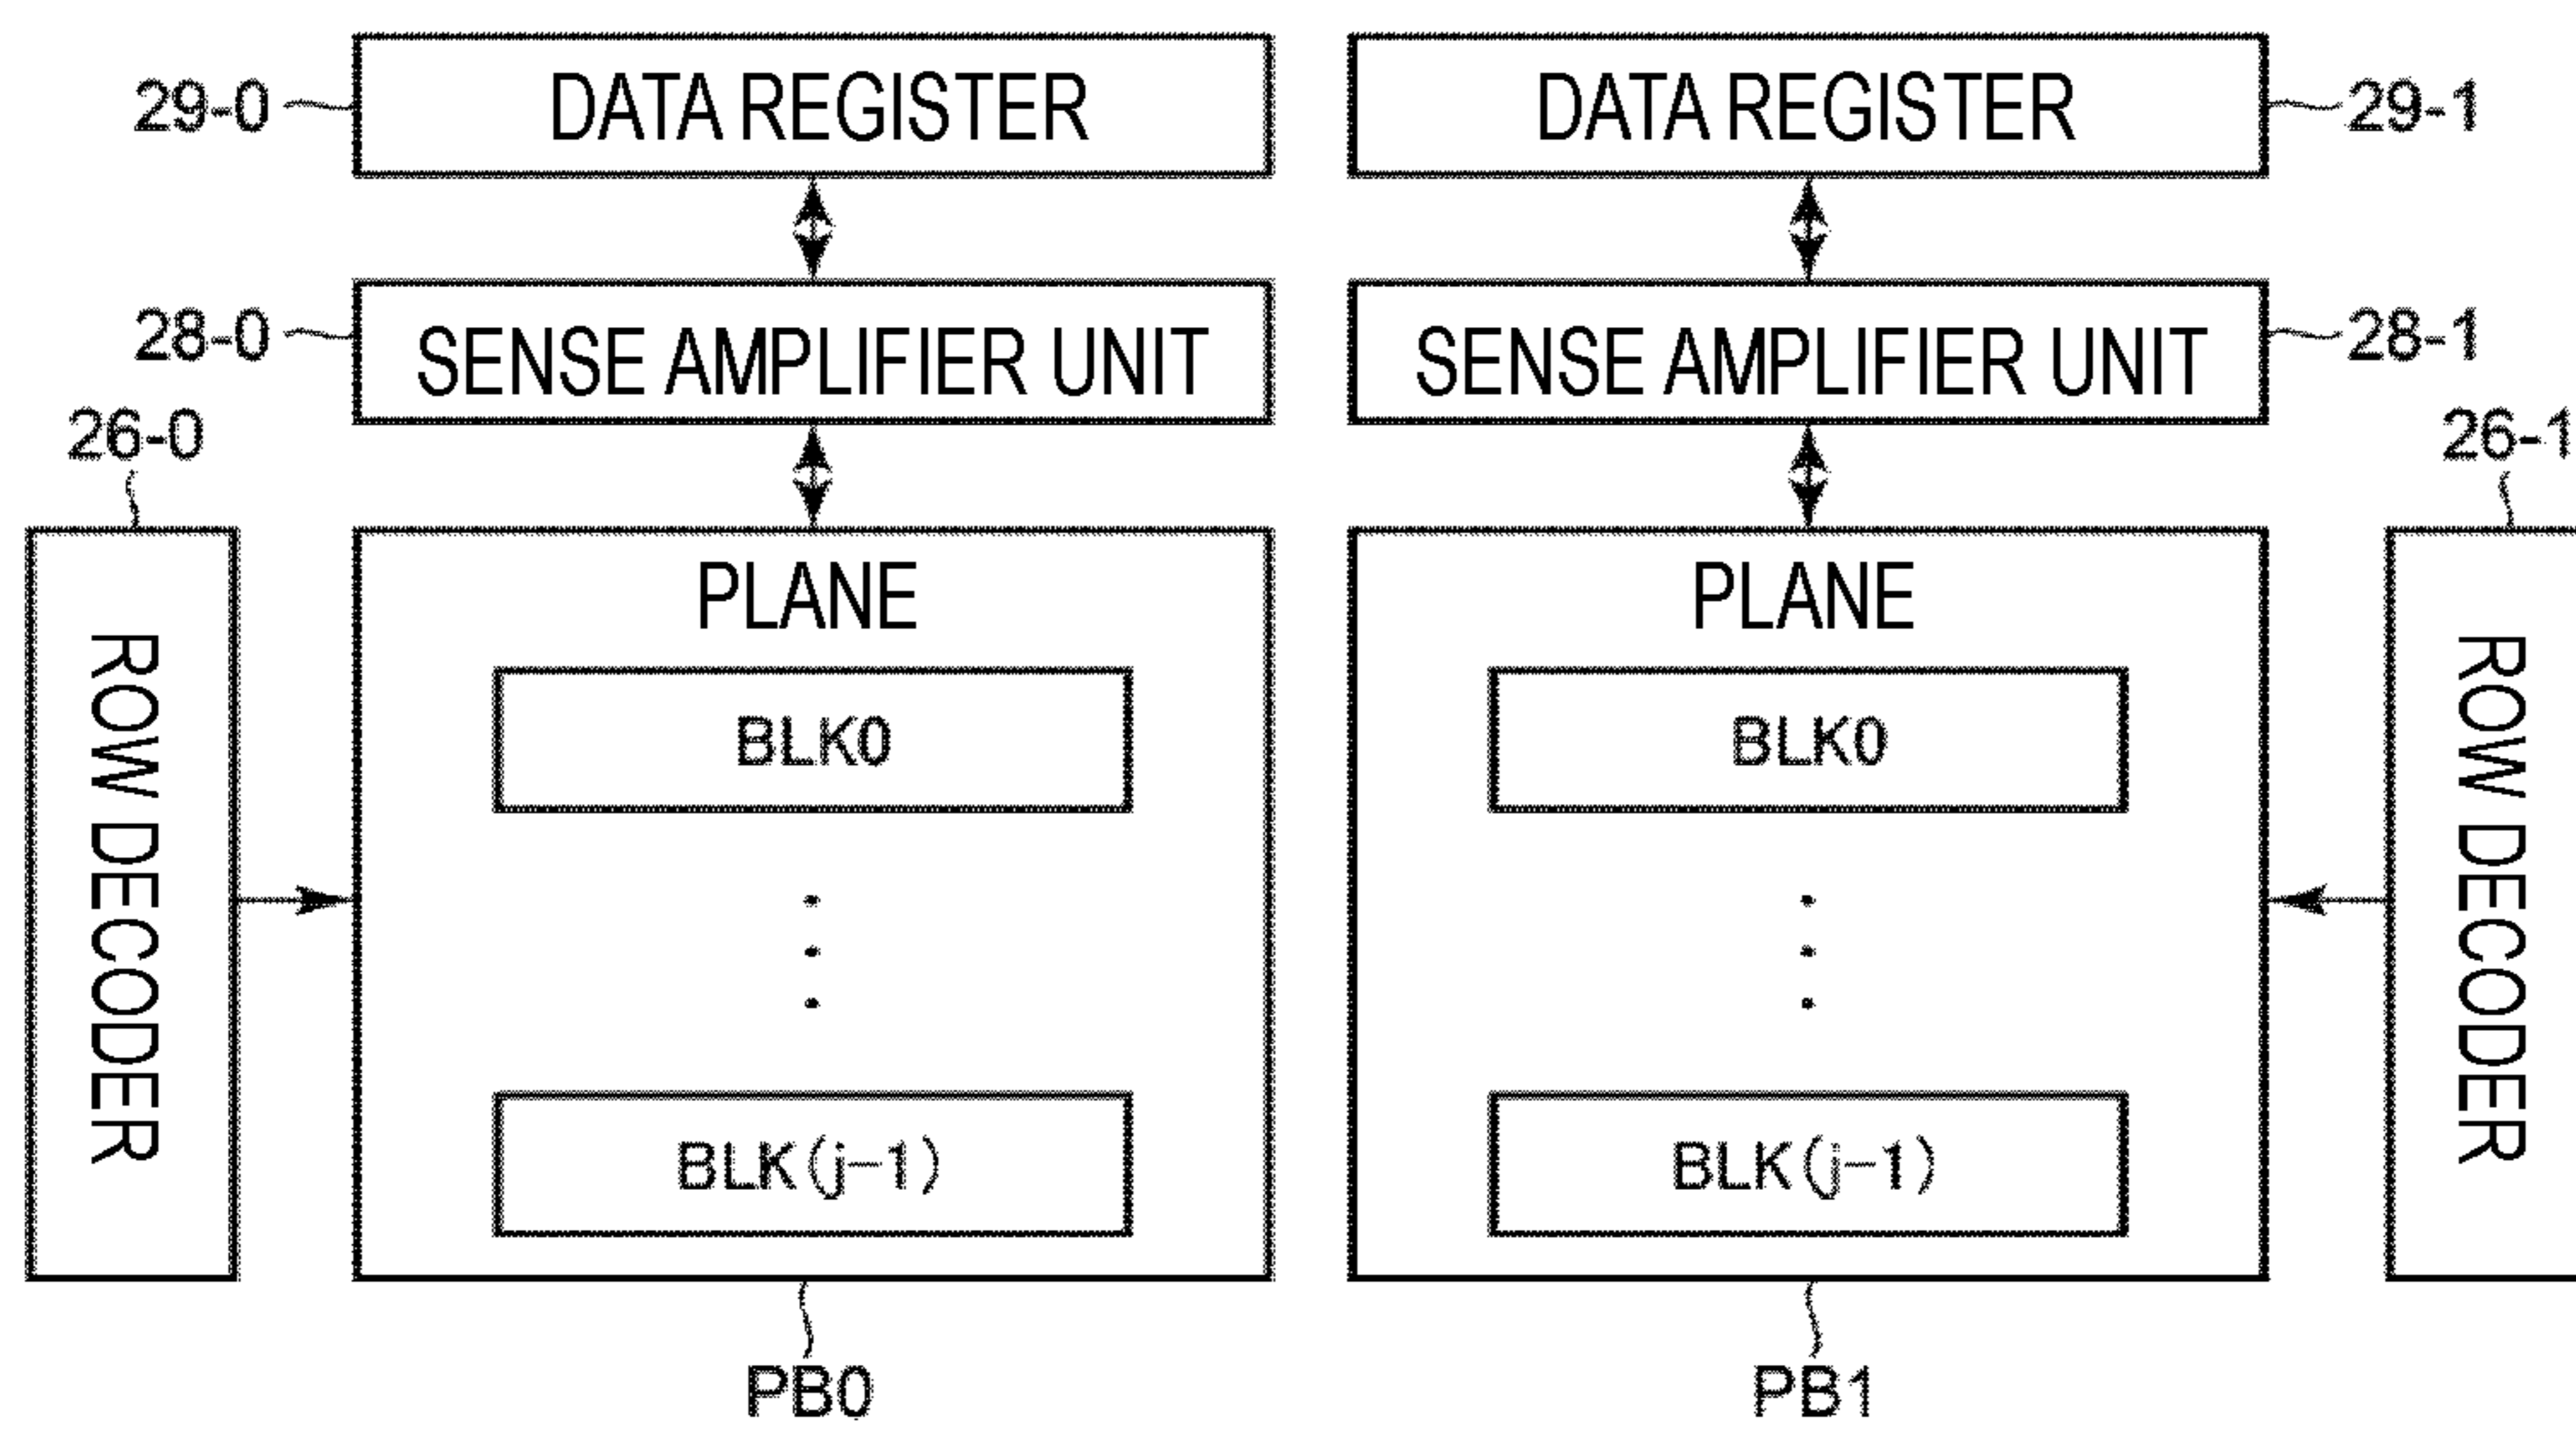 29-0
DATA REGISTER
DATA REGISTER
29-1
28-0
SENSE AMPLIFIER UNIT
SENSE AMPLIFIER UNIT
28-1
26-0
26-1
ROW DECODER
PLANE
PLANE
ROW DECODER
BLK0
BLK0
BLK(j-1)
BLK(j-1)
PB0
PB1